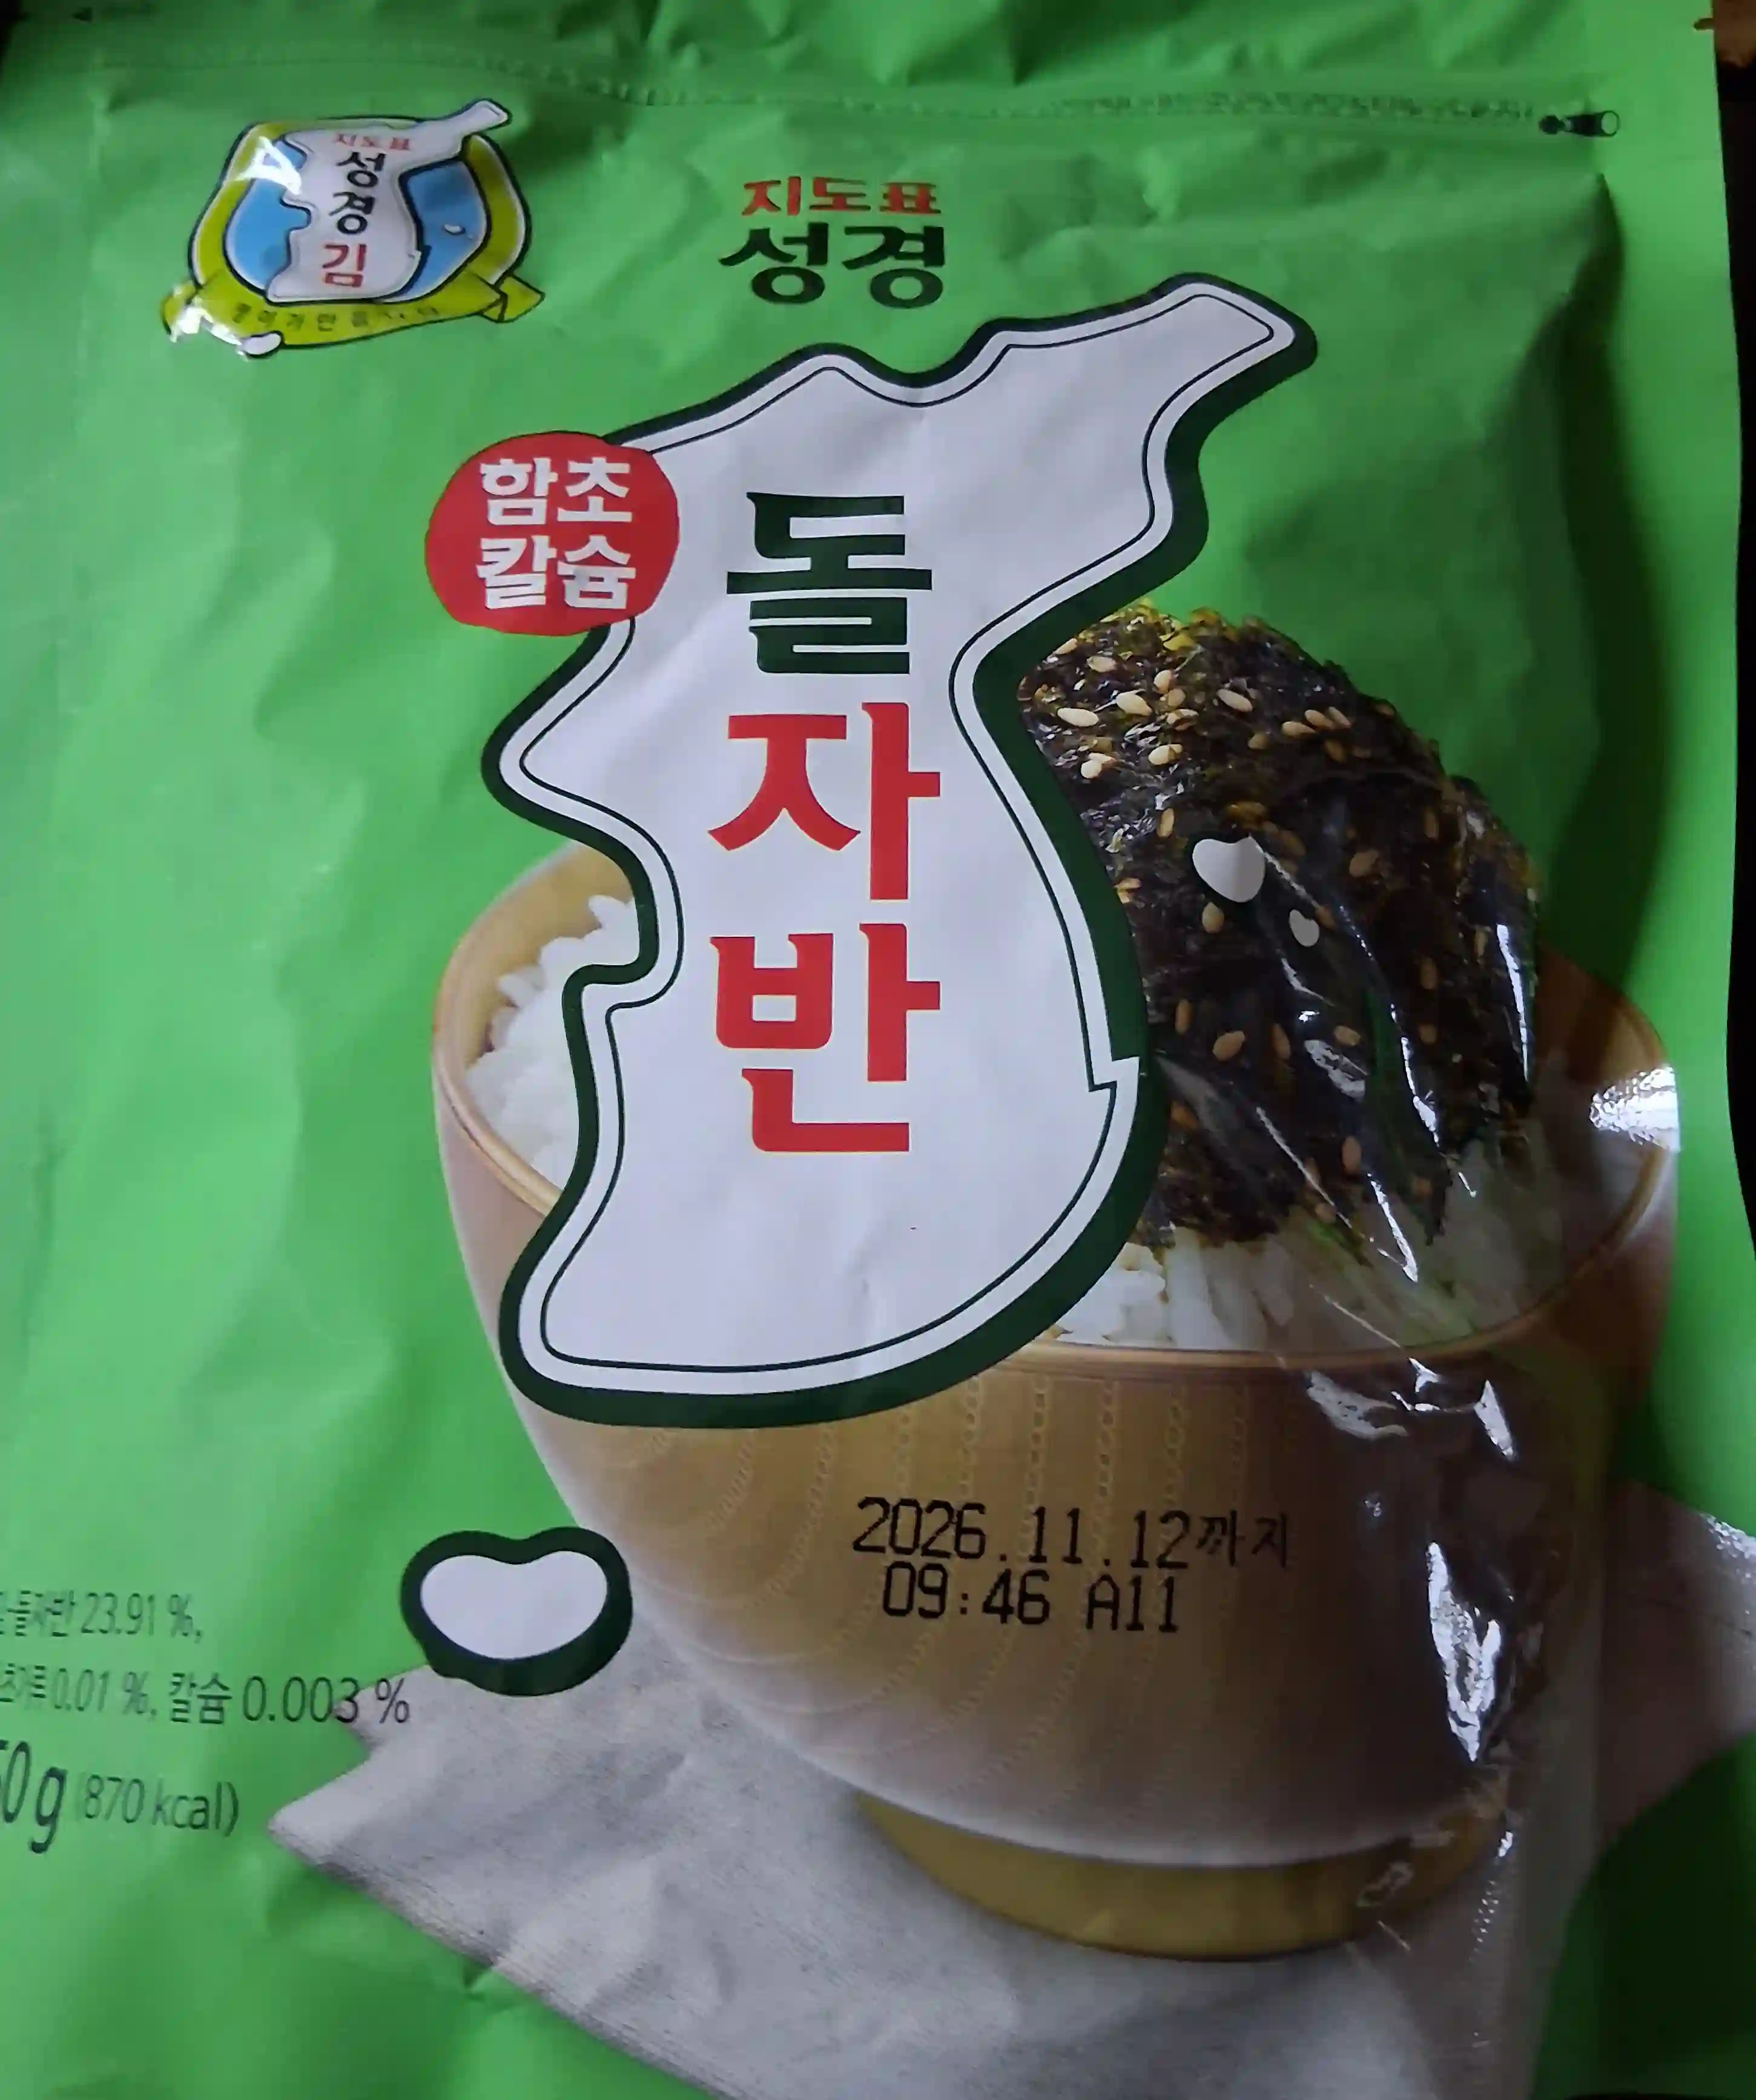 지도표
성
경
김
지도표
성경
함초
칼슘
돌
자
반
2026.11.12까지
09:46 A11
돌자반 23.91 %,
0.01 %, 칼슘 0.003 %
0g (870 kcal)